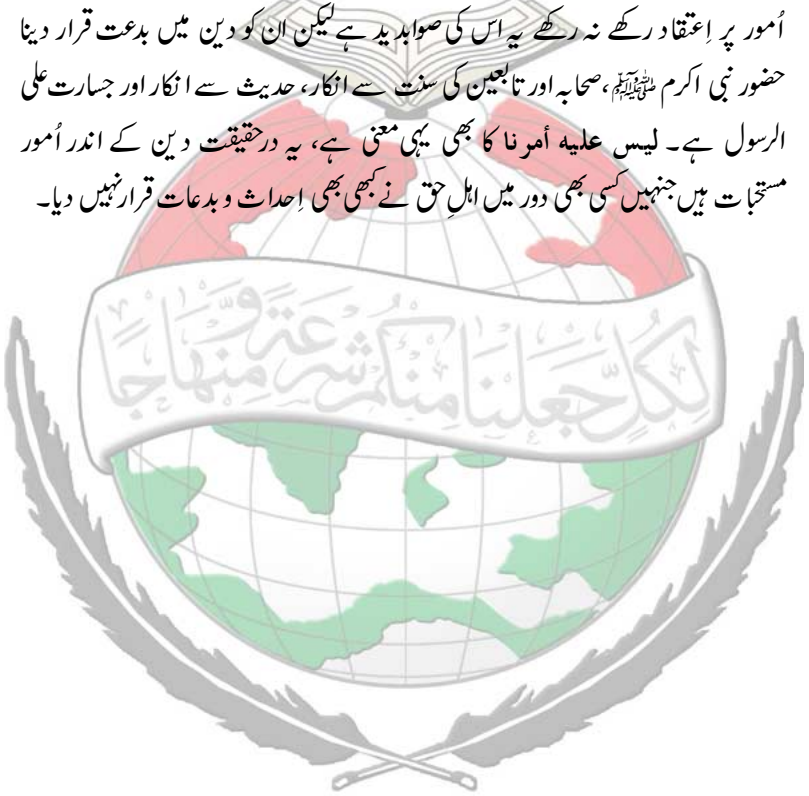 اُمور پر اِعتقاد رکھے نہ رکھے یہ اس کی صوابدید ہے لیکن ان کو دین میں بدعت قرار دینا
حضور نبی اکرم ﷺ، صحابہ اور تابعین کی سنت سے انکار، حدیث سے انکار اور جسارت علی
الرسول ہے۔ لیس علیہ أمرنا کا بھی یہی معنی ہے، یہ درحقیقت دین کے اندر اُمور
مستحبات ہیں جنہیں کسی بھی دور میں اہلِ حق نے کبھی بھی اِحداث و بدعات قرار نہیں دیا۔
لِكُلٍّ جَعَلْنَا مِنكُمْ شِرْعَةً وَّمِنْهَاجًا